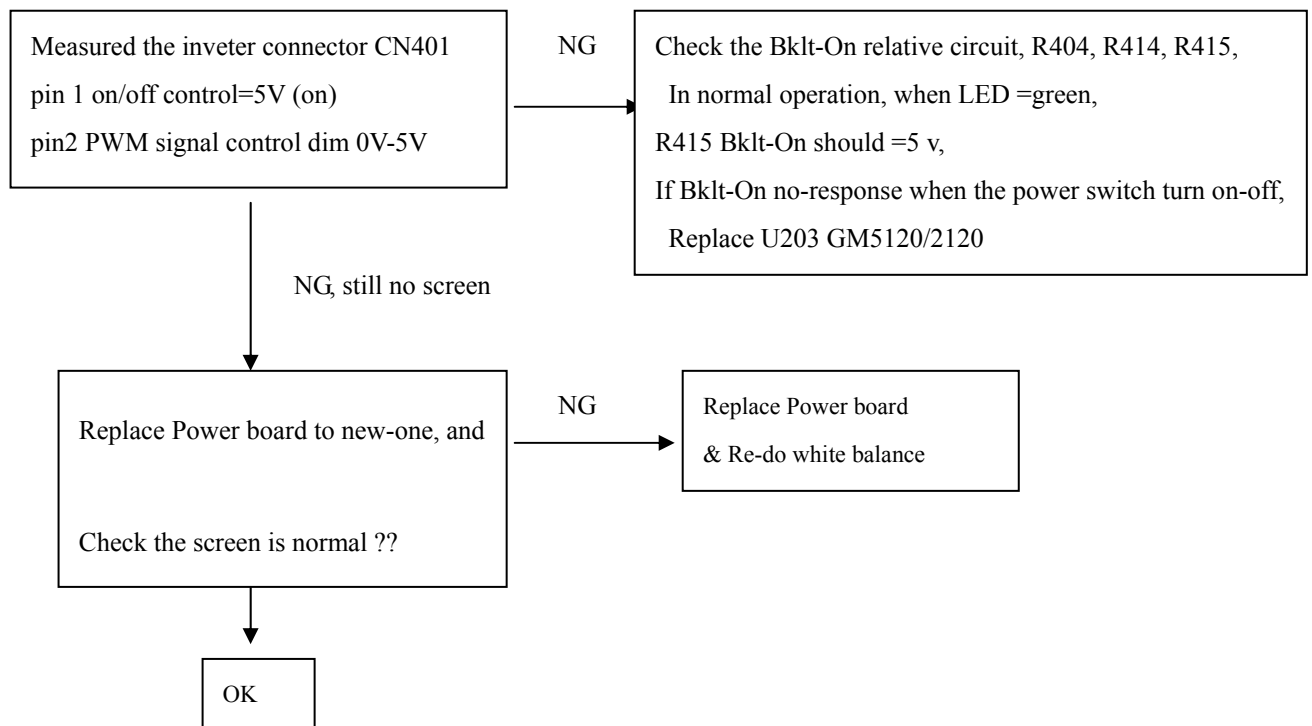 Measured the inveter connector CN401
pin 1 on/off control=5V (on)
pin2 PWM signal control dim 0V-5V
NG
Check the Bklt-On relative circuit, R404, R414, R415,
In normal operation, when LED =green,
R415 Bklt-On should =5 v,
If Bklt-On no-response when the power switch turn on-off,
Replace U203 GM5120/2120
NG, still no screen
Replace Power board to new-one, and
Check the screen is normal ??
NG
Replace Power board
& Re-do white balance
OK